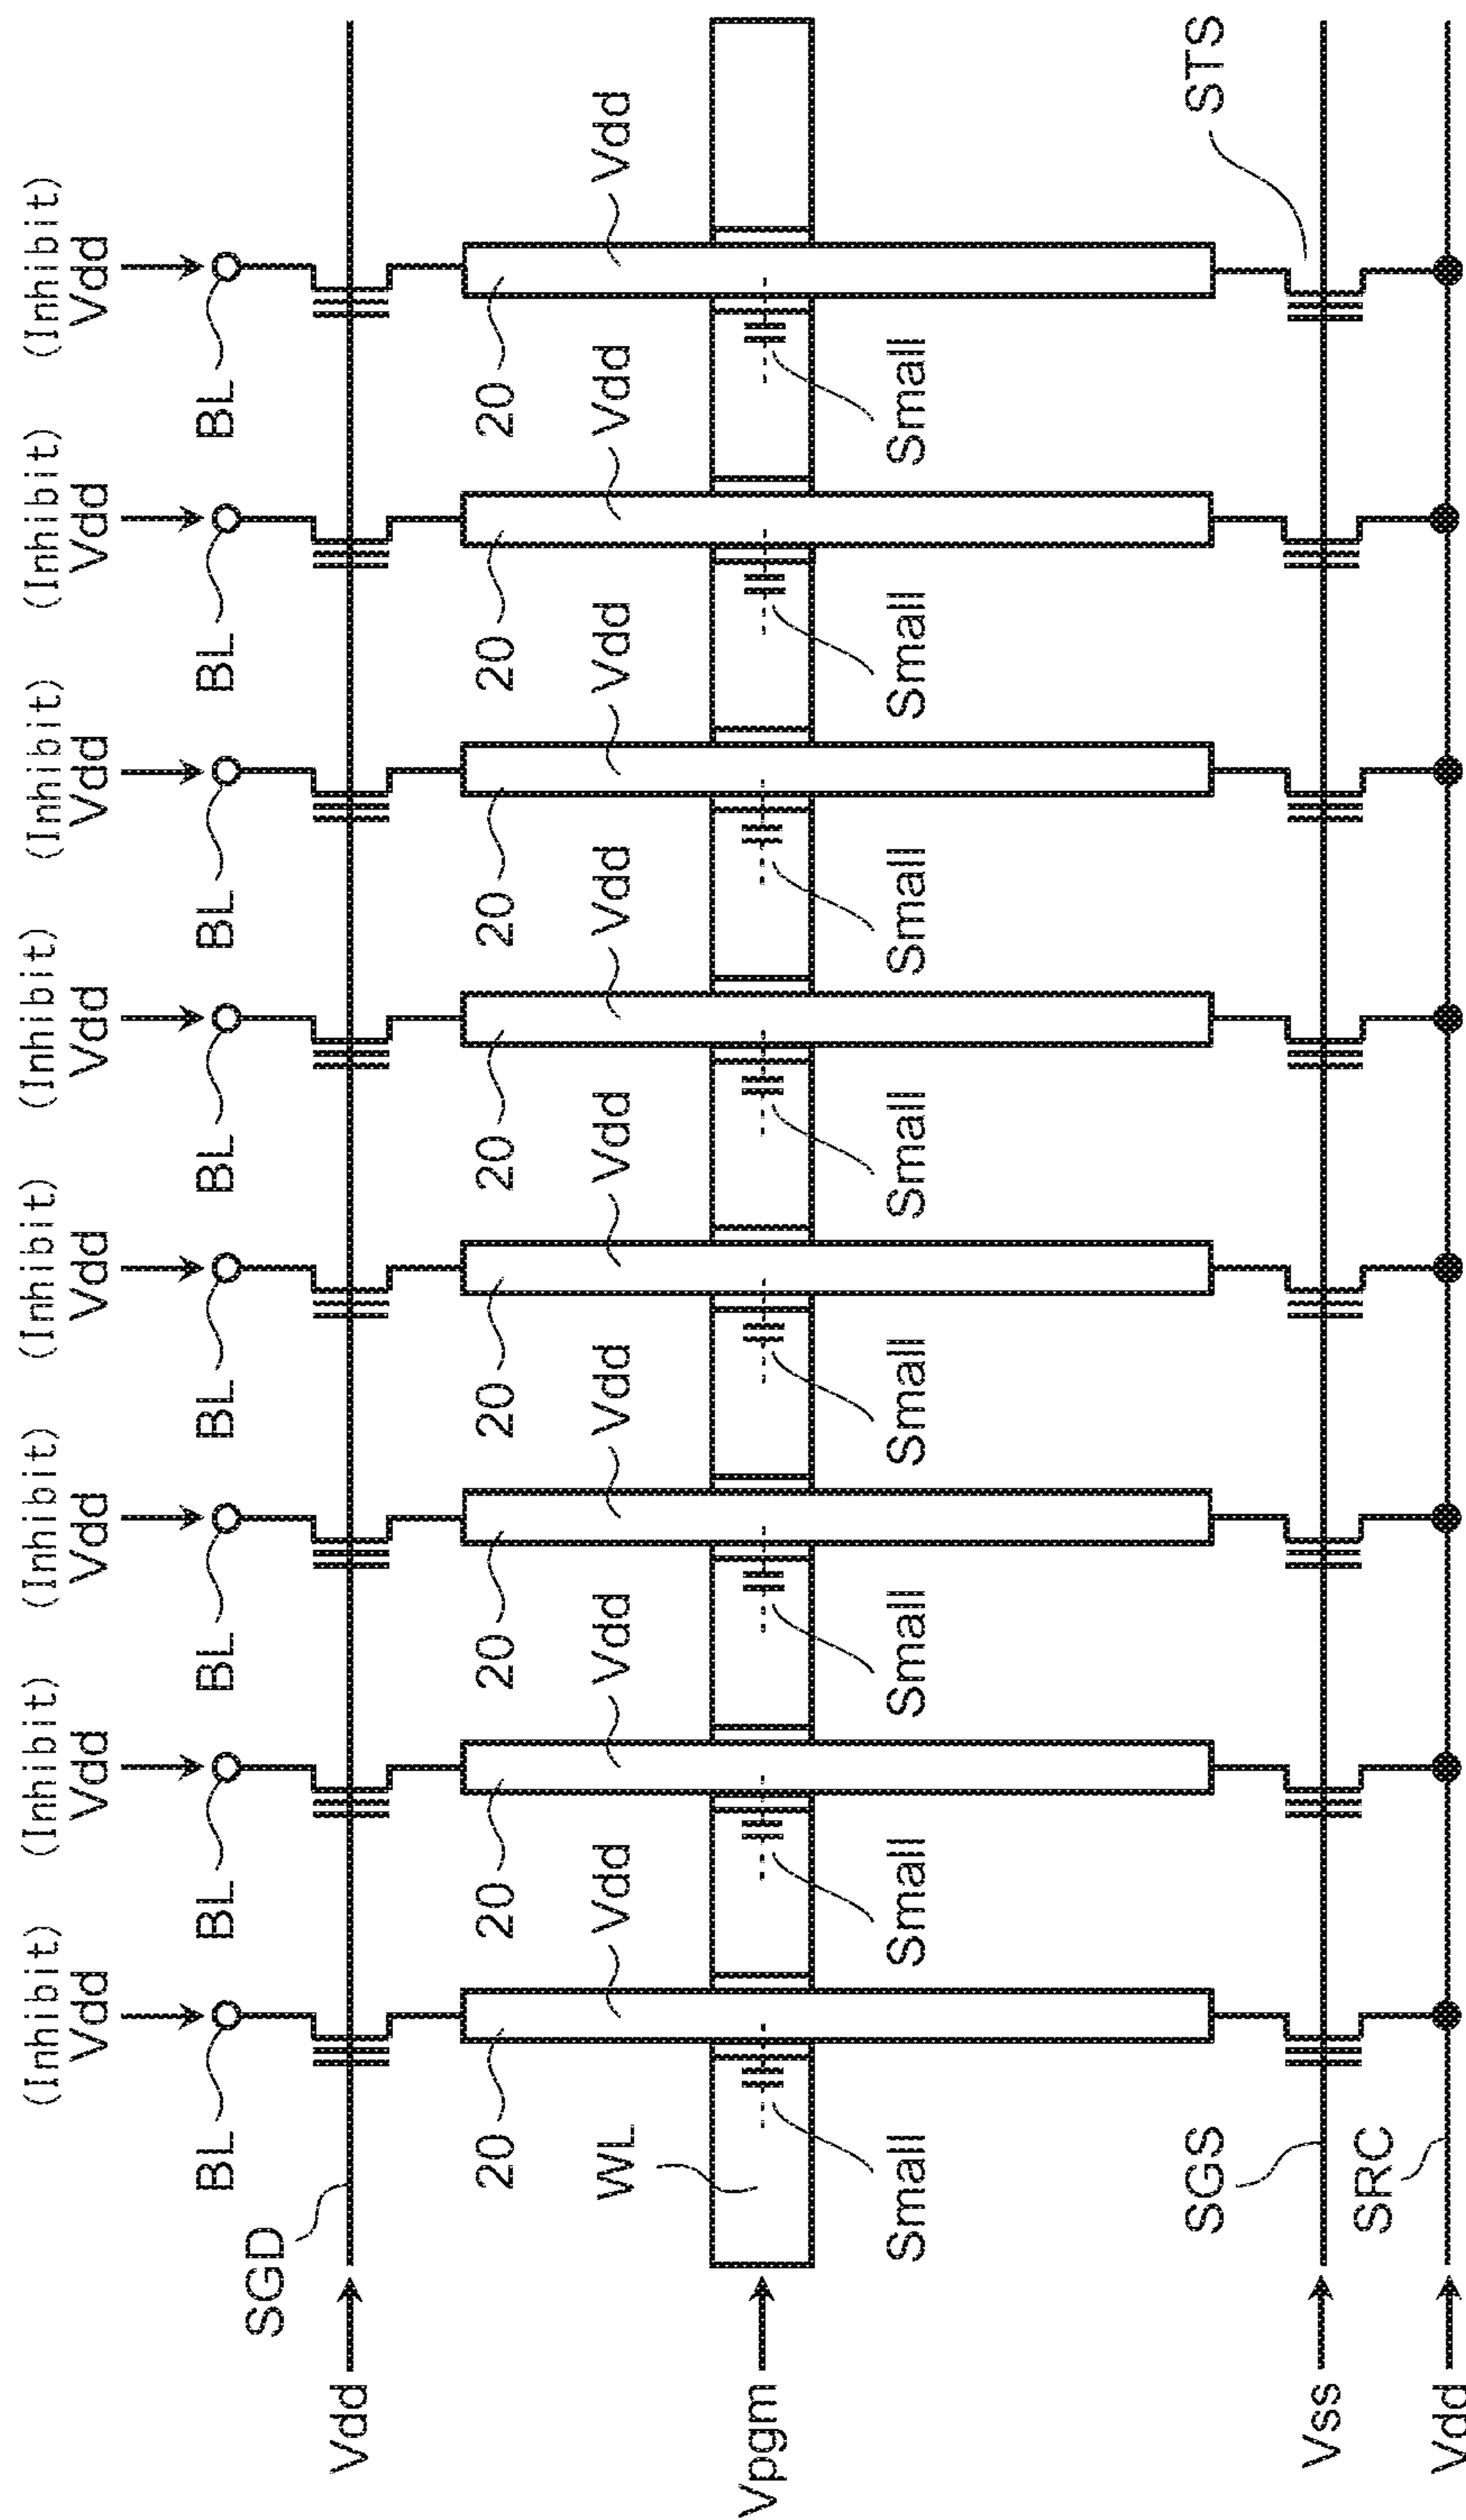 (Inhibit) (Inhibit) (Inhibit) (Inhibit) (Inhibit) (Inhibit) (Inhibit) (Inhibit)
Vdd Vdd Vdd Vdd Vdd Vdd Vdd Vdd
BL BL BL BL BL BL BL BL
SGD
Vdd
20 20 20 20 20 20 20 20
WL Vdd Vdd Vdd Vdd Vdd Vdd Vdd Vdd
Vpgm
Small Small Small Small Small Small Small Small
SGS STS
Vss
SRC
Vdd